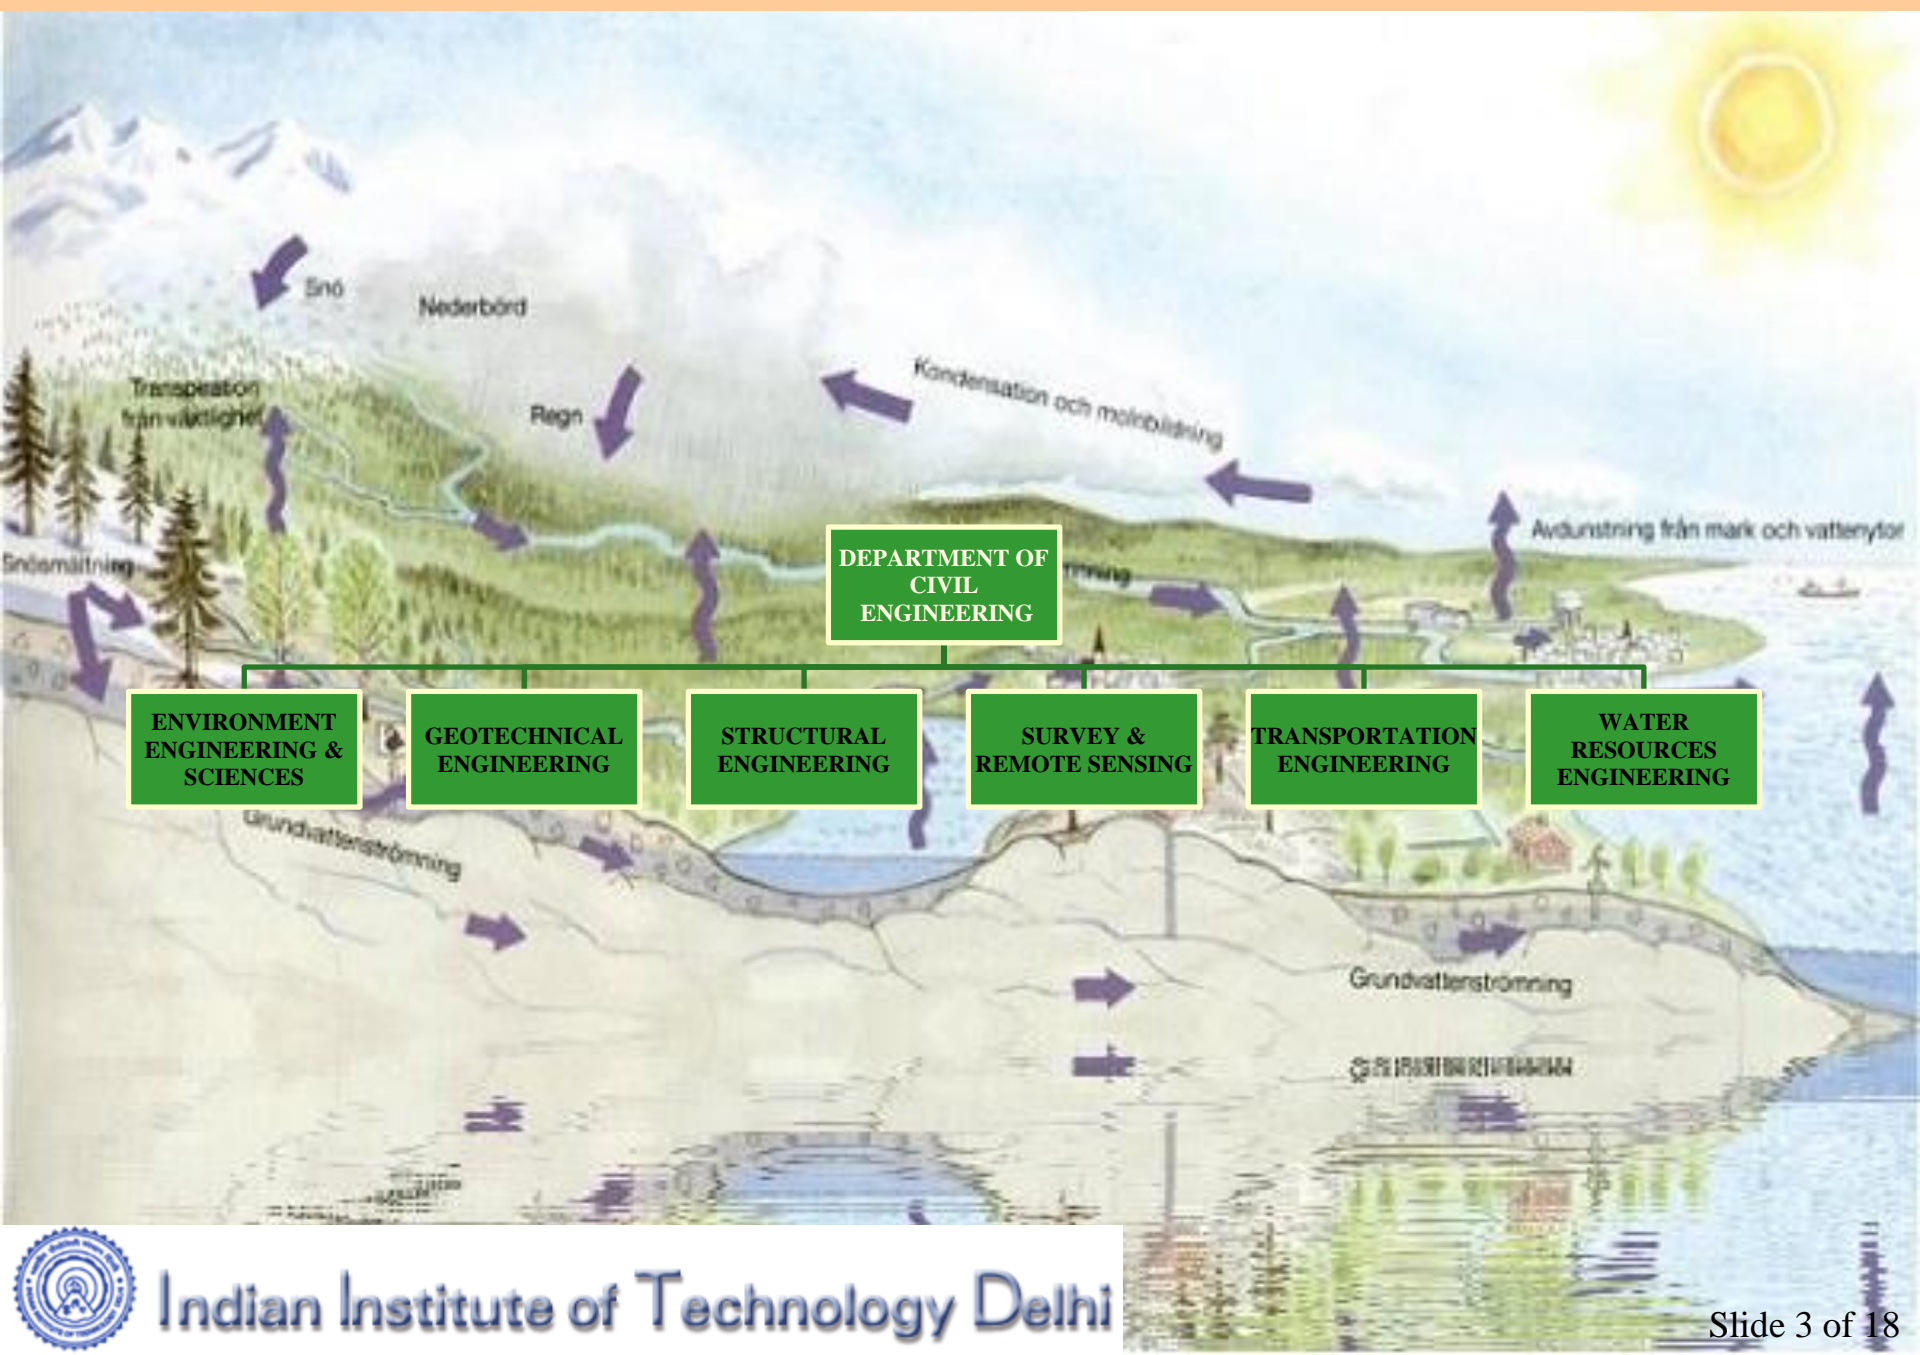 Snö
Nederbörd
Kondensation och molnbildning
Transpiration
från växtlighet
Regn
Avdunstning från mark och vattenytor
Snösmältning
DEPARTMENT OF
CIVIL
ENGINEERING
ENVIRONMENT
ENGINEERING &
SCIENCES
GEOTECHNICAL
ENGINEERING
STRUCTURAL
ENGINEERING
SURVEY &
REMOTE SENSING
TRANSPORTATION
ENGINEERING
WATER
RESOURCES
ENGINEERING
Grundvattenströmning
Grundvattenströmning
Indian Institute of Technology Delhi
Slide 3 of 18